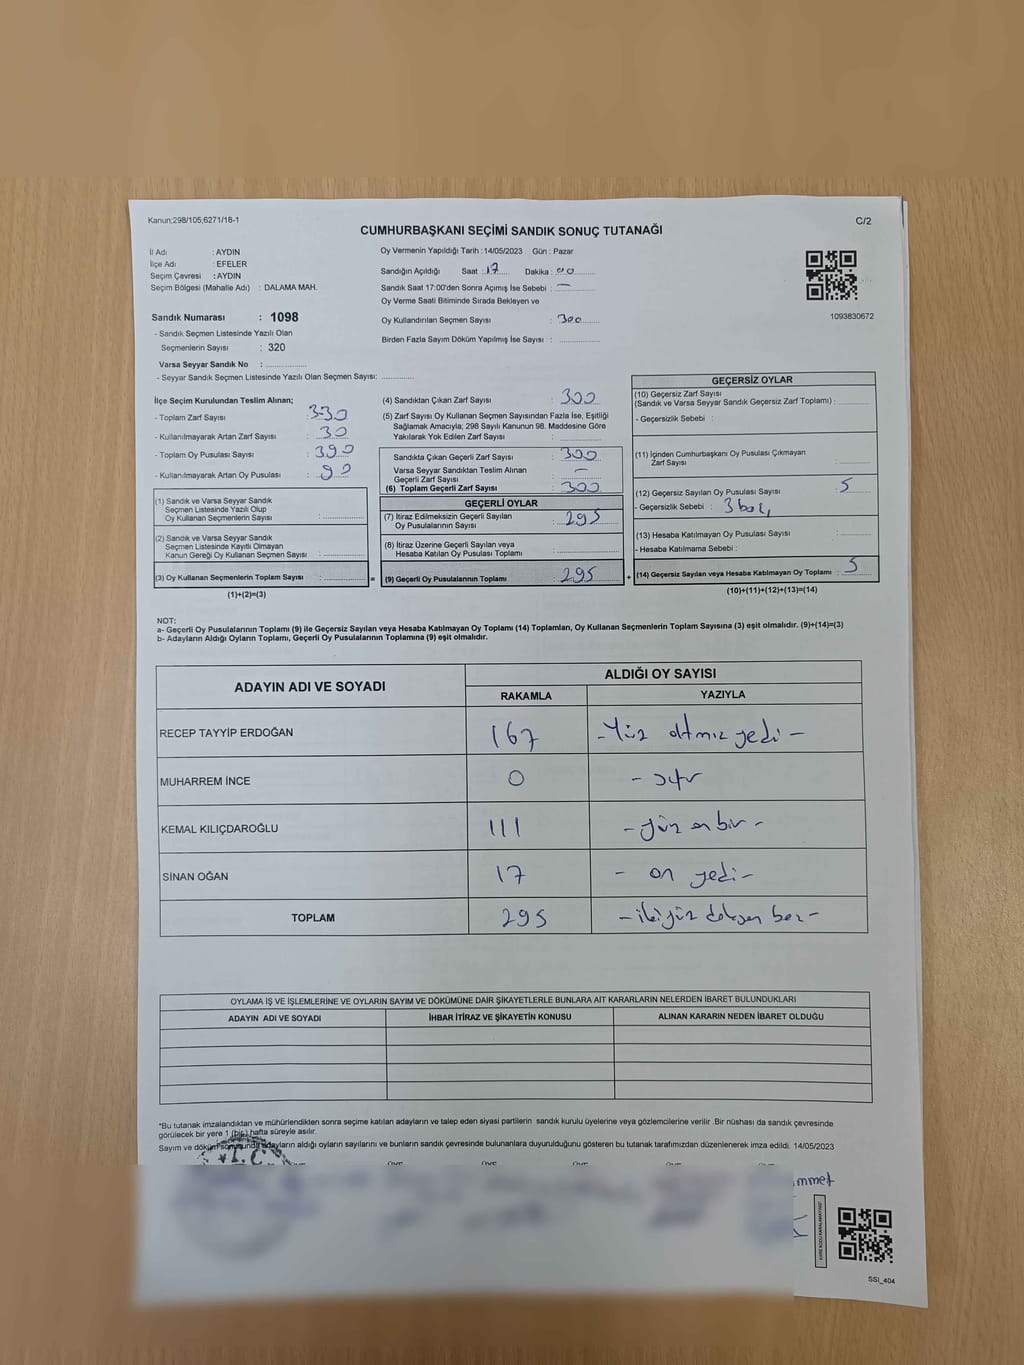 Kanun;298/105,6271/16-1
C/2
CUMHURBAŞKANI SEÇİMİ SANDIK SONUÇ TUTANAĞI
İl Adı : AYDIN
İlçe Adı : EFELER
Seçim Çevresi : AYDIN
Seçim Bölgesi (Mahalle Adı) : DALAMA MAH.
Sandık Numarası : 1098
- Sandık Seçmen Listesinde Yazılı Olan
Seçmenlerin Sayısı : 320
Varsa Seyyar Sandık No :
- Seyyar Sandık Seçmen Listesinde Yazılı Olan Seçmen Sayısı:
Oy Vermenin Yapıldığı Tarih :14/05/2023 Gün : Pazar
Sandığın Açıldığı Saat : 17 Dakika : 00
Sandık Saat 17:00'den Sonra Açımış İse Sebebi : —
Oy Verme Saati Bitiminde Sırada Bekleyen ve
Oy Kullandırılan Seçmen Sayısı : 300
Birden Fazla Sayım Döküm Yapılmış İse Sayısı :
1093830672
İlçe Seçim Kurulundan Teslim Alınan;
- Toplam Zarf Sayısı : 330
- Kullanılmayarak Artan Zarf Sayısı : 30
- Toplam Oy Pusulası Sayısı : 390
- Kullanılmayarak Artan Oy Pusulası : 90
(1) Sandık ve Varsa Seyyar Sandık
Seçmen Listesinde Yazılı Olup
Oy Kullanan Seçmenlerin Sayısı :
(2) Sandık ve Varsa Seyyar Sandık
Seçmen Listesinde Kayıtlı Olmayan
Kanun Gereği Oy Kullanan Seçmen Sayısı :
(3) Oy Kullanan Seçmenlerin Toplam Sayısı : =
(1)+(2)=(3)
(4) Sandıktan Çıkan Zarf Sayısı : 300
(5) Zarf Sayısı Oy Kullanan Seçmen Sayısından Fazla İse, Eşitliği
Sağlamak Amacıyla; 298 Sayılı Kanunun 98. Maddesine Göre
Yakılarak Yok Edilen Zarf Sayısı :
Sandıkta Çıkan Geçerli Zarf Sayısı : 300
Varsa Seyyar Sandıktan Teslim Alınan
Geçerli Zarf Sayısı : —
(6) Toplam Geçerli Zarf Sayısı : 300
GEÇERLİ OYLAR
(7) İtiraz Edilmeksizin Geçerli Sayılan
Oy Pusulalarının Sayısı : 295
(8) İtiraz Üzerine Geçerli Sayılan veya
Hesaba Katılan Oy Pusulası Toplamı :
(9) Geçerli Oy Pusulalarının Toplamı : 295 +
GEÇERSİZ OYLAR
(10) Geçersiz Zarf Sayısı
(Sandık ve Varsa Seyyar Sandık Geçersiz Zarf Toplamı) :
- Geçersizlik Sebebi :
(11) İçinden Cumhurbaşkanı Oy Pusulası Çıkmayan
Zarf Sayısı :
(12) Geçersiz Sayılan Oy Pusulası Sayısı : 5
- Geçersizlik Sebebi : 3
(13) Hesaba Katılmayan Oy Pusulası Sayısı :
- Hesaba Katılmama Sebebi :
(14) Geçersiz Sayılan veya Hesaba Katılmayan Oy Toplamı : 5
(10)+(11)+(12)+(13)=(14)
NOT:
a- Geçerli Oy Pusulalarının Toplamı (9) ile Geçersiz Sayılan veya Hesaba Katılmayan Oy Toplamı (14) Toplamları, Oy Kullanan Seçmenlerin Toplam Sayısına (3) eşit olmalıdır. (9)+(14)=(3)
b- Adayların Aldığı Oyların Toplamı, Geçerli Oy Pusulalarının Toplamına (9) eşit olmalıdır.
ADAYIN ADI VE SOYADI ALDIĞI OY SAYISI
RAKAMLA YAZIYLA
RECEP TAYYİP ERDOĞAN 167 -Yüz altmış yedi-
MUHARREM İNCE 0 - sıfır
KEMAL KILIÇDAROĞLU 111 -yüz on bir-
SİNAN OĞAN 17 - on yedi-
TOPLAM 295 -ikiyüz doksan beş-
OYLAMA İŞ VE İŞLEMLERİNE VE OYLARIN SAYIM VE DÖKÜMÜNE DAİR ŞİKAYETLERLE BUNLARA AİT KARARLARIN NELERDEN İBARET BULUNDUKLARI
ADAYIN ADI VE SOYADI İHBAR İTİRAZ VE ŞİKAYETİN KONUSU ALINAN KARARIN NEDEN İBARET OLDUĞU
*Bu tutanak imzalandıktan ve mühürlendikten sonra seçime katılan adayların ve talep eden siyasi partilerin sandık kurulu üyelerine veya gözlemcilerine verilir .Bir nüshası da sandık çevresinde
görülecek bir yere 1 (bir) hafta süreyle asılır.
Sayım ve döküm sonunda adayların aldığı oyların sayılarını ve bunların sandık çevresinde bulunanlara duyurulduğunu gösteren bu tutanak tarafımızdan düzenlenerek imza edildi. 14/05/2023
T.C.
ÜYE ÜYE ÜYE ÜYE ÜYE
mmet
SSİ_404